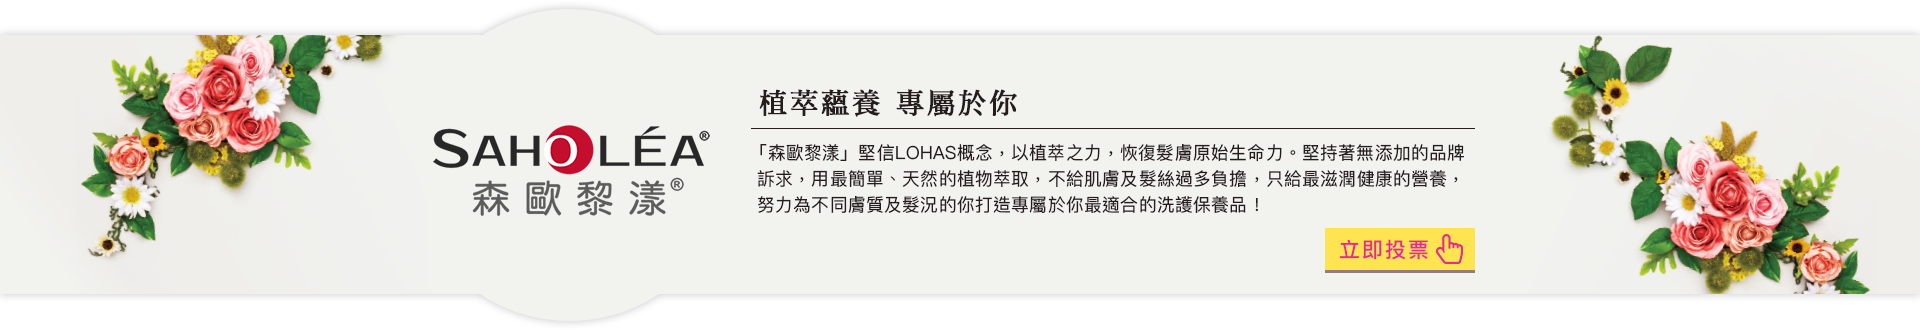 SAHOLÉA®
森歐黎漾®
植萃蘊養 專屬於你
「森歐黎漾」堅信LOHAS概念，以植萃之力，恢復髮膚原始生命力。堅持著無添加的品牌
訴求，用最簡單、天然的植物萃取，不給肌膚及髮絲過多負擔，只給最滋潤健康的營養，
努力為不同膚質及髮況的你打造專屬於你最適合的洗護保養品！
立即投票